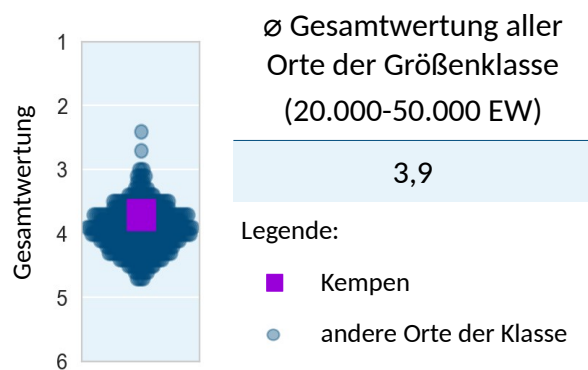 ø Gesamtwertung aller
Orte der Größenklasse
(20.000-50.000 EW)
3,9
Legende:
Kempen
andere Orte der Klasse
Gesamtwertung
1
2
3
4
5
6